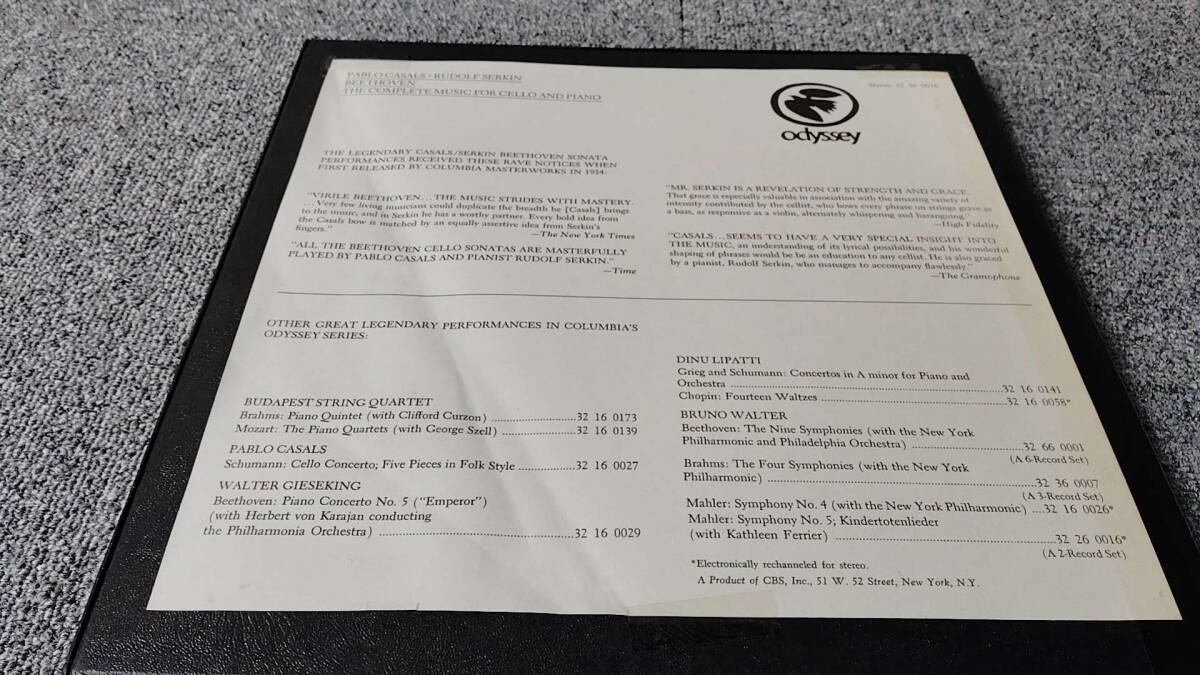 PABLO CASALS • RUDOLF SERKIN
BEETHOVEN
THE COMPLETE MUSIC FOR CELLO AND PIANO
odyssey
Stereo 32 36 0016
THE LEGENDARY CASALS/SERKIN BEETHOVEN SONATA
PERFORMANCES RECEIVED THESE RAVE NOTICES WHEN
FIRST RELEASED BY COLUMBIA MASTERWORKS IN 1954:
"VIRILE BEETHOVEN...THE MUSIC STRIDES WITH MASTERY.
...Very few living musicians could duplicate the breadth he [Casals] brings
to the music; and in Serkin he has a worthy partner. Every bold idea from
the Casals bow is matched by an equally assertive idea from Serkin's
fingers."
—The New York Times
"ALL THE BEETHOVEN CELLO SONATAS ARE MASTERFULLY
PLAYED BY PABLO CASALS AND PIANIST RUDOLF SERKIN."
—Time
"MR. SERKIN IS A REVELATION OF STRENGTH AND GRACE.
That grace is especially valuable in association with the amazing variety of
intensity contributed by the cellist, who bows every phrase on strings grave as
a bass, as responsive as a violin, alternately whispering and haranguing."
—High Fidelity
"CASALS...SEEMS TO HAVE A VERY SPECIAL INSIGHT INTO
THE MUSIC, an understanding of its lyrical possibilities, and his wonderful
shaping of phrases would be be an education to any cellist. He is also graced
by a pianist, Rudolf Serkin, who manages to accompany flawlessly."
—The Gramophone
OTHER GREAT LEGENDARY PERFORMANCES IN COLUMBIA'S
ODYSSEY SERIES:
BUDAPEST STRING QUARTET
Brahms: Piano Quintet (with Clifford Curzon) ..................32 16 0173
Mozart: The Piano Quartets (with George Szell) ..................32 16 0139
PABLO CASALS
Schumann: Cello Concerto; Five Pieces in Folk Style ..............32 16 0027
WALTER GIESEKING
Beethoven: Piano Concerto No. 5 ("Emperor")
(with Herbert von Karajan conducting
the Philharmonia Orchestra) ..............................32 16 0029
DINU LIPATTI
Grieg and Schumann: Concertos in A minor for Piano and
Orchestra ..............................32 16 0141
Chopin: Fourteen Waltzes ..............................32 16 0058*
BRUNO WALTER
Beethoven: The Nine Symphonies (with the New York
Philharmonic and Philadelphia Orchestra) ..................32 66 0001
(A 6-Record Set)
Brahms: The Four Symphonies (with the New York
Philharmonic) ..............................32 36 0007
(A 3-Record Set)
Mahler: Symphony No. 4 (with the New York Philharmonic) ....32 16 0026*
Mahler: Symphony No. 5; Kindertotenlieder
(with Kathleen Ferrier) ..............................32 26 0016*
(A 2-Record Set)
*Electronically rechanneled for stereo.
A Product of CBS, Inc., 51 W. 52 Street, New York, N.Y.